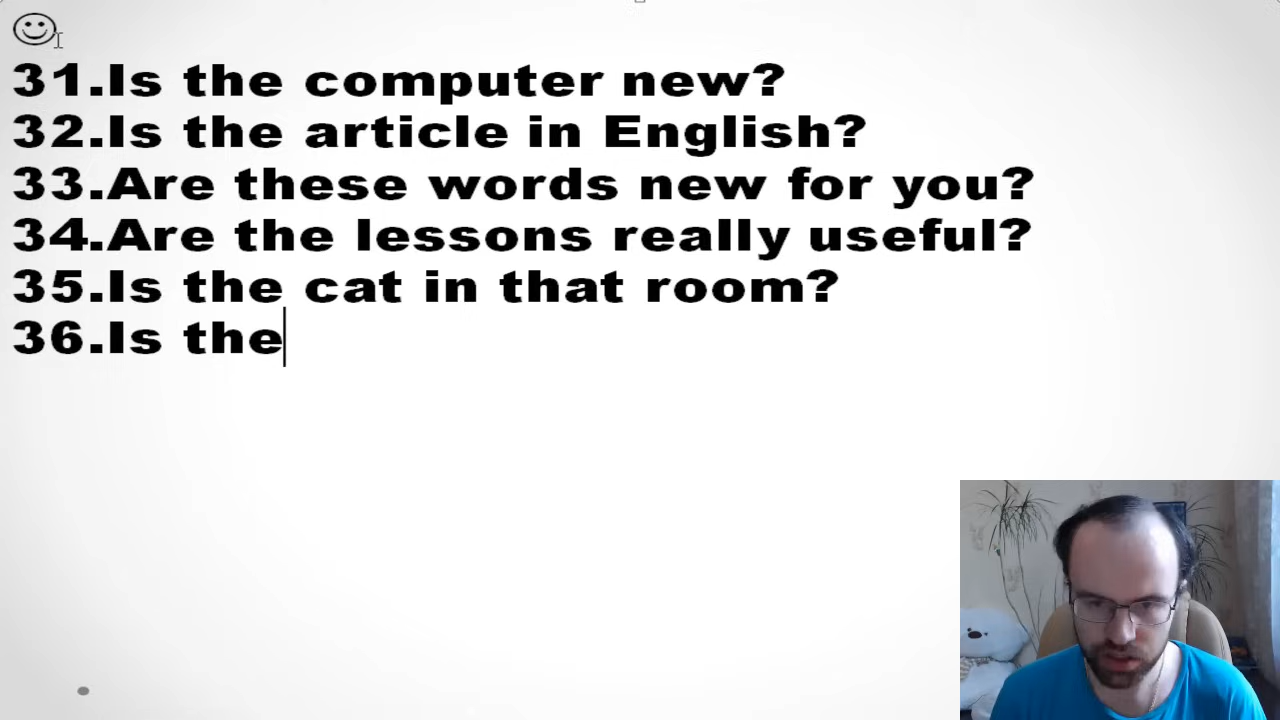 31.Is the computer new?
32.Is the article in English?
33.Are these words new for you?
34.Are the lessons really useful?
35.Is the cat in that room?
36.Is the